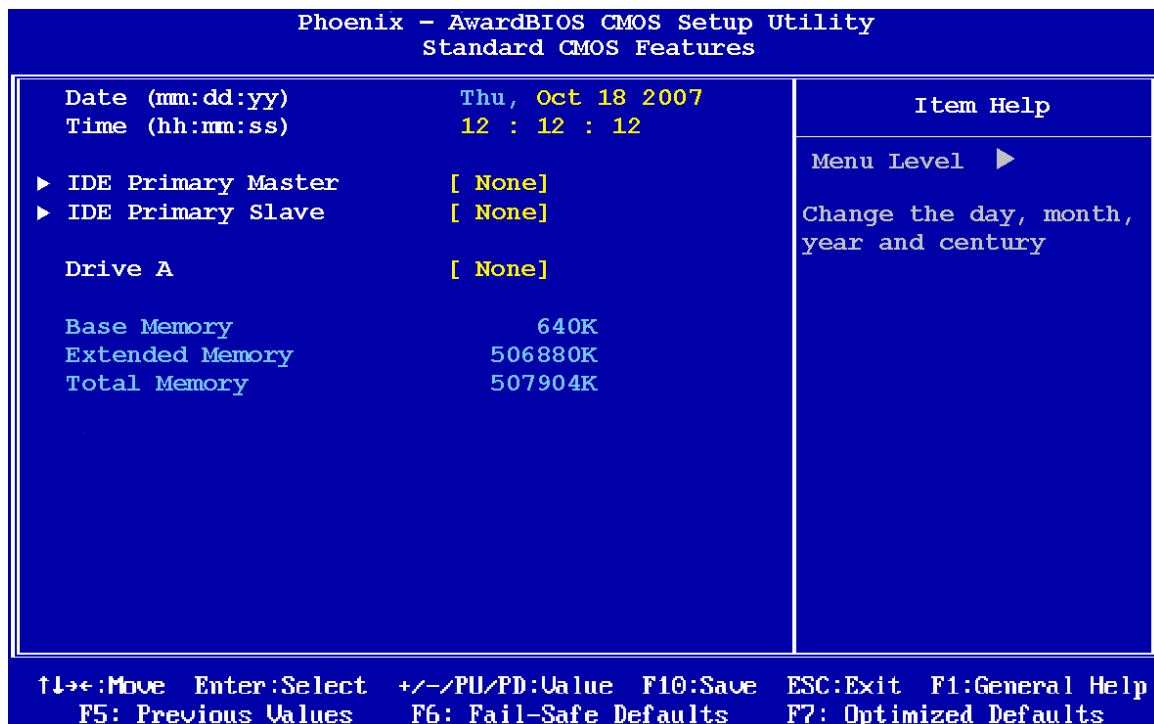 Phoenix – AwardBIOS CMOS Setup Utility
Standard CMOS Features
Date (mm:dd:yy) Thu, Oct 18 2007
Time (hh:mm:ss) 12 : 12 : 12
▶ IDE Primary Master [ None]
▶ IDE Primary Slave [ None]
Drive A [ None]
Base Memory 640K
Extended Memory 506880K
Total Memory 507904K
Item Help
Menu Level ▶
Change the day, month,
year and century
↑↓→←:Move Enter:Select +/-/PU/PD:Value F10:Save ESC:Exit F1:General Help
F5: Previous Values F6: Fail-Safe Defaults F7: Optimized Defaults